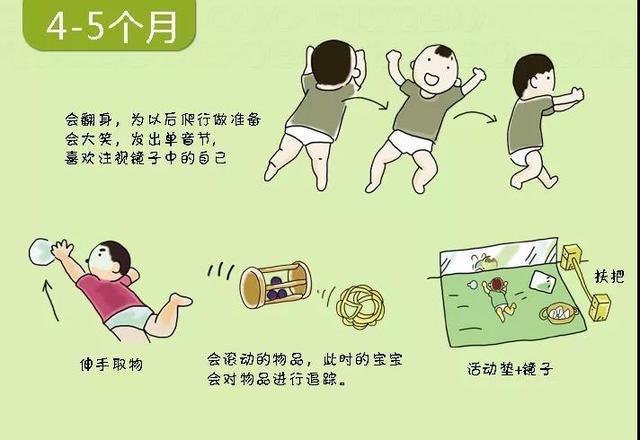 4-5个月
会翻身，为以后爬行做准备
会大笑，发出单音节，
喜欢注视镜子中的自己
伸手取物
会滚动的物品，此时的宝宝
会对物品进行追踪。
扶把
活动垫+镜子